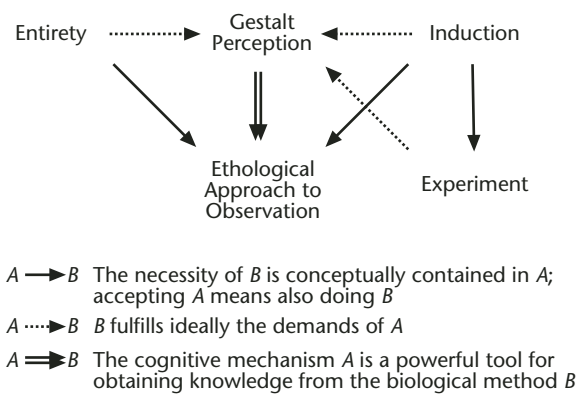 Entirety
Gestalt
Perception
Induction
Ethological
Approach to
Observation
Experiment
A B The necessity of B is conceptually contained in A;
accepting A means also doing B
A B B fulfills ideally the demands of A
A B The cognitive mechanism A is a powerful tool for
obtaining knowledge from the biological method B